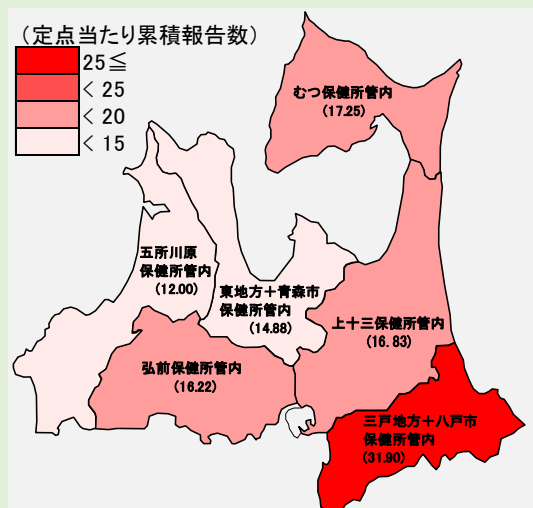 (定点当たり累積報告数)
25≦
< 25
< 20
< 15
むつ保健所管内
(17.25)
五所川原
保健所管内
(12.00)
東地方＋青森市
保健所管内
(14.88)
上十三保健所管内
(16.83)
弘前保健所管内
(16.22)
三戸地方＋八戸市
保健所管内
(31.90)